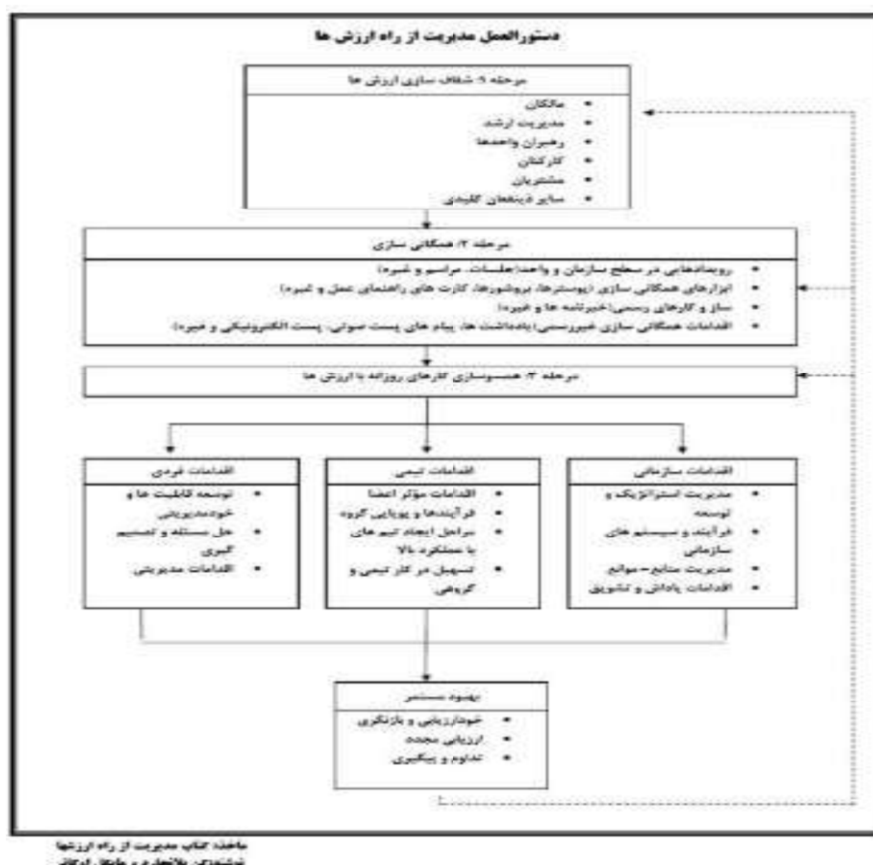 دستورالعمل مدیریت از راه ارزش ها
مرحله ۱: شفاف سازی ارزش ها
• مالکان
• مدیریت ارشد
• رهبران واحدها
• کارکنان
• مشتریان
• سایر ذینفعان کلیدی
مرحله ۲: همگانی سازی
• رویدادهایی در سطح سازمان و واحد(جلسات، مراسم و غیره)
• ابزارهای همگانی سازی (پوسترها، بروشورها، کارت های راهنمای عمل و غیره)
• ساز و کارهای رسمی(خبرنامه ها و غیره)
• اقدامات همگانی سازی غیررسمی(یادداشت ها، پیام های پست صوتی، پست الکترونیکی و غیره)
مرحله ۳: همسوسازی کارهای روزانه با ارزش ها
اقدامات سازمانی
• مدیریت استراتژیک و
توسعه
• فرآیند و سیستم های
سازمانی
• مدیریت منابع-موانع
• اقدامات پاداش و تشویق
اقدامات تیمی
• اقدامات مؤثر اعضا
• فرآیندها و پویایی گروه
• مراحل ایجاد تیم های
با عملکرد بالا
• تسهیل در کار تیمی و
گروهی
اقدامات فردی
• توسعه قابلیت ها و
خودمدیریتی
• حل مسئله و تصمیم
گیری
• اقدامات مدیریتی
بهبود مستمر
• خودارزیابی و بازنگری
• ارزیابی مجدد
• تداوم و پیگیری
ماخذ: کتاب مدیریت از راه ارزشها